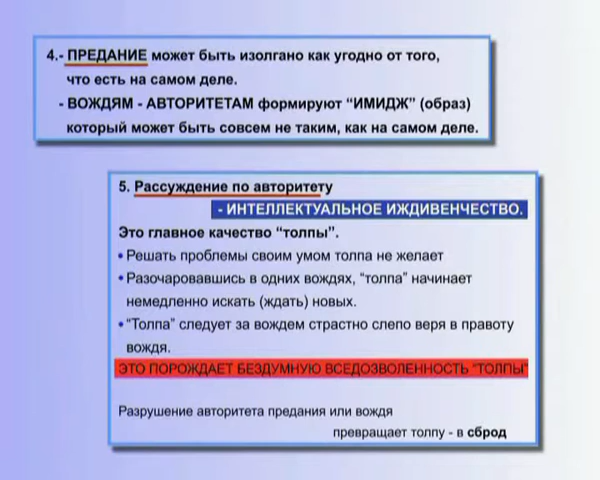 4.- ПРЕДАНИЕ может быть изолгано как угодно от того,
что есть на самом деле.
- ВОЖДЯМ - АВТОРИТЕТАМ формируют “ИМИДЖ” (образ)
который может быть совсем не таким, как на самом деле.
5. Рассуждение по авторитету
- ИНТЕЛЛЕКТУАЛЬНОЕ ИЖДИВЕНЧЕСТВО.
Это главное качество “толпы”.
• Решать проблемы своим умом толпа не желает
• Разочаровавшись в одних вождях, “толпа” начинает
немедленно искать (ждать) новых.
• “Толпа” следует за вождем страстно слепо веря в правоту
вождя.
ЭТО ПОРОЖДАЕТ БЕЗДУМНУЮ ВСЕДОЗВОЛЕННОСТЬ “ТОЛПЫ”
Разрушение авторитета предания или вождя
превращает толпу - в сброд